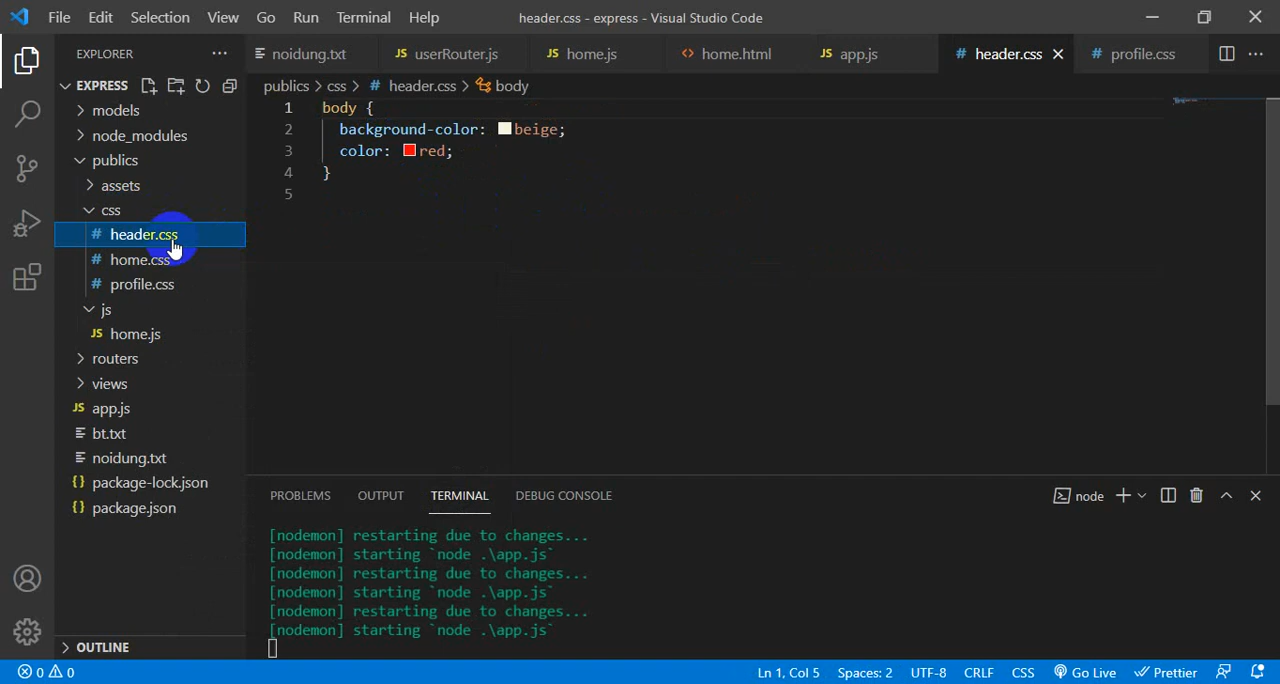 File Edit Selection View Go Run Terminal Help
header.css - express - Visual Studio Code
EXPLORER
noidung.txt
JS userRouter.js
JS home.js
<> home.html
JS app.js
# header.css
# profile.css
EXPRESS
publics > css > # header.css > body
models
node_modules
publics
assets
css
# header.css
# home.css
# profile.css
js
JS home.js
routers
views
JS app.js
bt.txt
noidung.txt
{} package-lock.json
{} package.json
OUTLINE
1 body {
2 background-color: beige;
3 color: red;
4 }
5
PROBLEMS OUTPUT TERMINAL DEBUG CONSOLE
node
[nodemon] restarting due to changes...
[nodemon] starting `node .\app.js`
[nodemon] restarting due to changes...
[nodemon] starting `node .\app.js`
[nodemon] restarting due to changes...
[nodemon] starting `node .\app.js`
0 0
Ln 1, Col 5 Spaces: 2 UTF-8 CRLF CSS Go Live Prettier